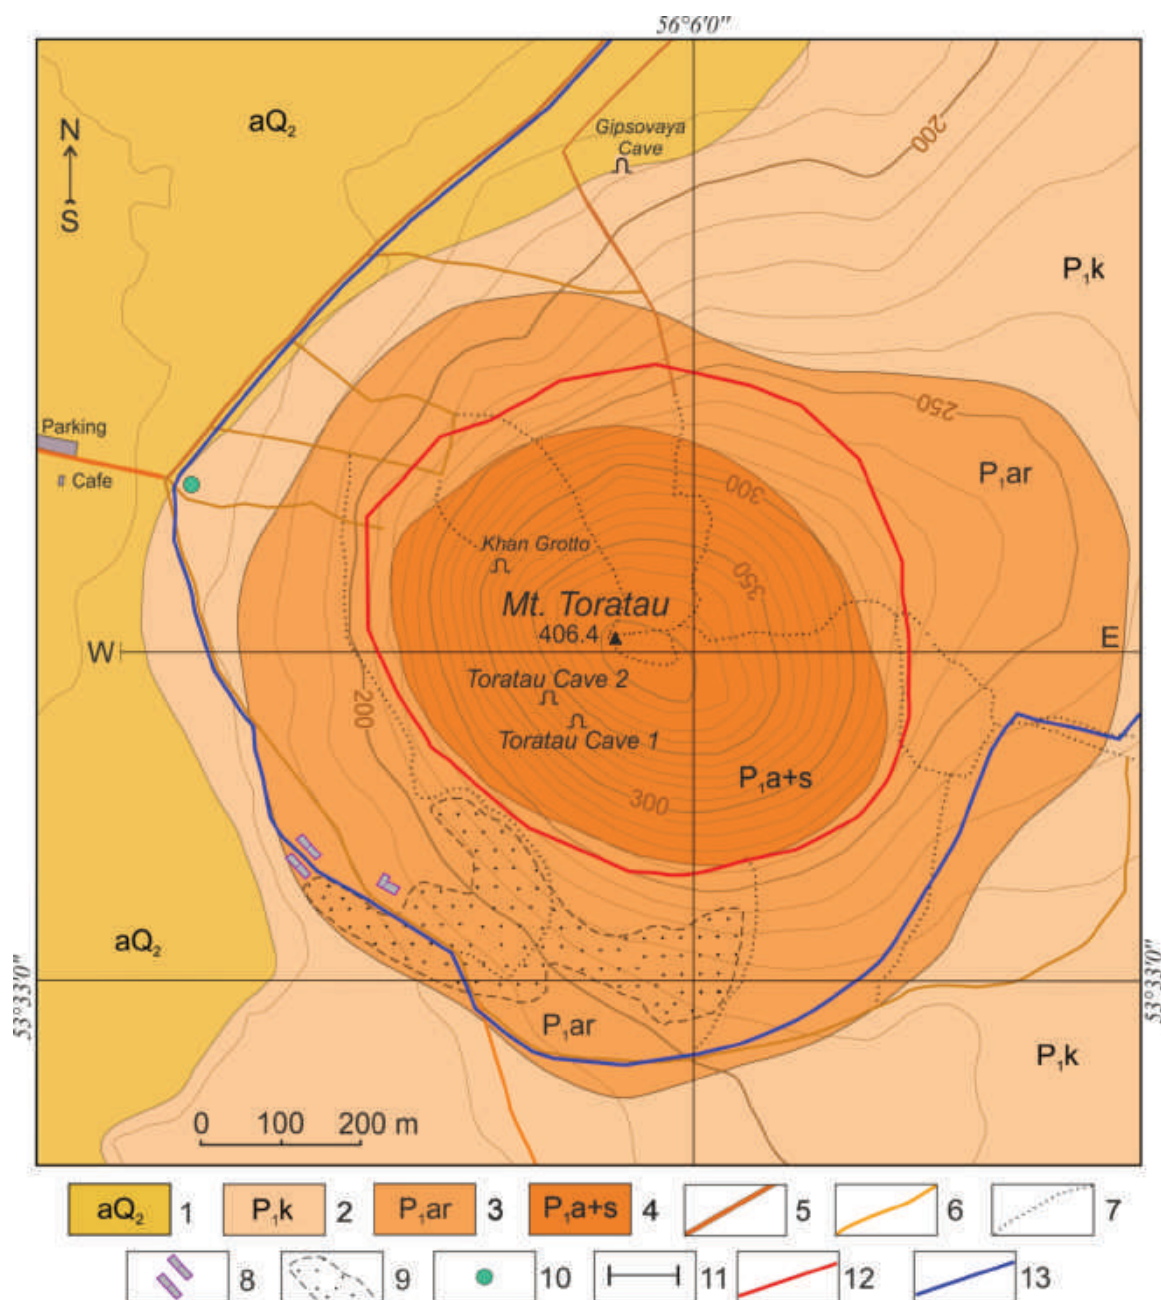 56°6'0"
N
S
aQ₂
Gipsovaya
Cave
200
P₁k
Parking
Cafe
250
P₁ar
300
Khan Grotto
350
Mt. Toratau
406.4
W
E
Toratau Cave 2
200
Toratau Cave 1
P₁a+s
300
aQ₂
53°33'0"
53°33'0"
P₁ar
P₁k
0 100 200 m
aQ₂ 1 P₁k 2 P₁ar 3 P₁a+s 4 5 6 7
8 9 10 11 12 13